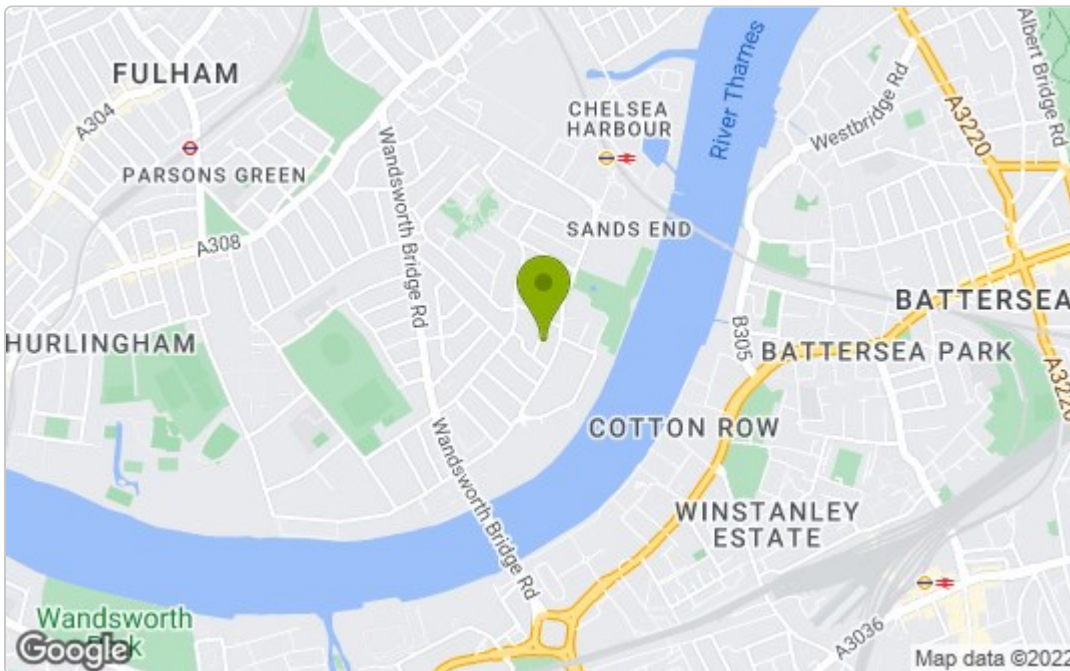 FULHAM
A304
PARSONS GREEN
A308
HURLINGHAM
Wandsworth Bridge Rd
Wandsworth Bridge Rd
CHELSEA
HARBOUR
River Thames
Westbridge Rd
A3220
Albert Bridge Rd
SANDS END
B305
BATTERSEA
BATTERSEA PARK
A3220
COTTON ROW
WINSTANLEY
ESTATE
A3036
Wandsworth
Park
Google
Map data ©2022